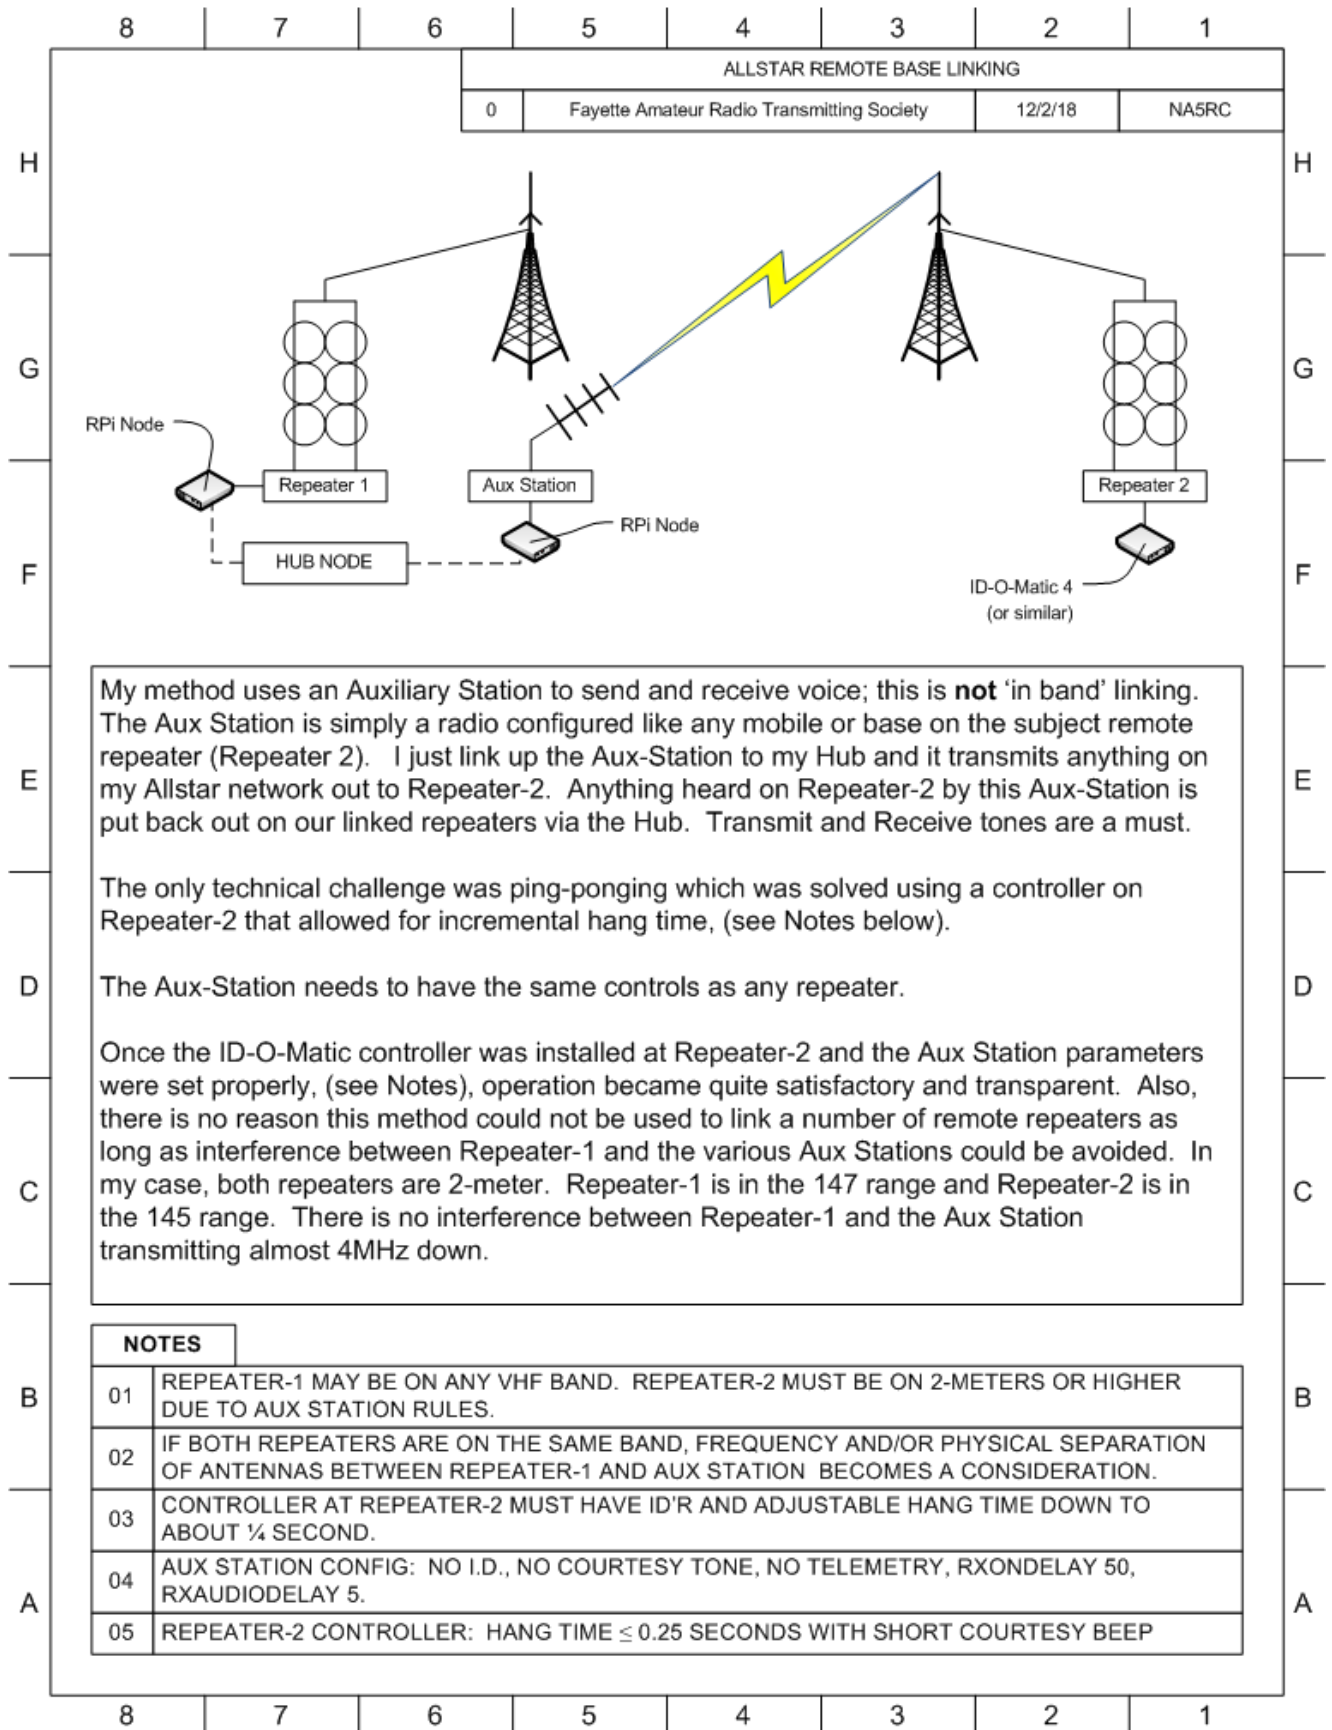 8 7 6 5 4 3 2 1
ALLSTAR REMOTE BASE LINKING
0 Fayette Amateur Radio Transmitting Society 12/2/18 NA5RC
H H
G G
RPi Node
Repeater 1 Aux Station Repeater 2
RPi Node
HUB NODE
F F
ID-O-Matic 4
(or similar)
My method uses an Auxiliary Station to send and receive voice; this is not 'in band' linking.
The Aux Station is simply a radio configured like any mobile or base on the subject remote
repeater (Repeater 2).   I just link up the Aux-Station to my Hub and it transmits anything on
E E
my Allstar network out to Repeater-2.  Anything heard on Repeater-2 by this Aux-Station is
put back out on our linked repeaters via the Hub.  Transmit and Receive tones are a must.
The only technical challenge was ping-ponging which was solved using a controller on
Repeater-2 that allowed for incremental hang time, (see Notes below).
D D
The Aux-Station needs to have the same controls as any repeater.
Once the ID-O-Matic controller was installed at Repeater-2 and the Aux Station parameters
were set properly, (see Notes), operation became quite satisfactory and transparent.  Also,
there is no reason this method could not be used to link a number of remote repeaters as
long as interference between Repeater-1 and the various Aux Stations could be avoided.  In
C C
my case, both repeaters are 2-meter.  Repeater-1 is in the 147 range and Repeater-2 is in
the 145 range.  There is no interference between Repeater-1 and the Aux Station
transmitting almost 4MHz down.
NOTES
B B
01 REPEATER-1 MAY BE ON ANY VHF BAND.  REPEATER-2 MUST BE ON 2-METERS OR HIGHER
DUE TO AUX STATION RULES.
02 IF BOTH REPEATERS ARE ON THE SAME BAND, FREQUENCY AND/OR PHYSICAL SEPARATION
OF ANTENNAS BETWEEN REPEATER-1 AND AUX STATION  BECOMES A CONSIDERATION.
03 CONTROLLER AT REPEATER-2 MUST HAVE ID'R AND ADJUSTABLE HANG TIME DOWN TO
ABOUT ¼ SECOND.
04 AUX STATION CONFIG:  NO I.D., NO COURTESY TONE, NO TELEMETRY, RXONDELAY 50,
RXAUDIODELAY 5.
A A
05 REPEATER-2 CONTROLLER:  HANG TIME ≤ 0.25 SECONDS WITH SHORT COURTESY BEEP
8 7 6 5 4 3 2 1